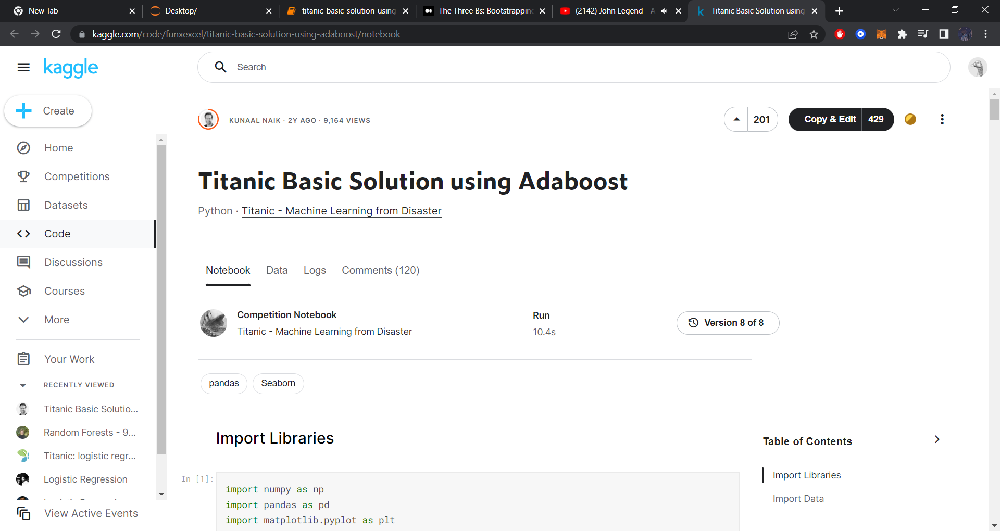 New Tab
Desktop/
titanic-basic-solution-using
The Three Bs: Bootstrapping
(2142) John Legend - A
Titanic Basic Solution using
kaggle.com/code/funxexcel/titanic-basic-solution-using-adaboost/notebook
kaggle
Search
Create
KUNAAL NAIK · 2Y AGO · 9,164 VIEWS
201
Copy & Edit 429
Home
Competitions
Datasets
Code
Discussions
Courses
More
Your Work
RECENTLY VIEWED
Titanic Basic Solutio...
Random Forests - 9...
Titanic: logistic regr...
Logistic Regression
View Active Events
Titanic Basic Solution using Adaboost
Python · Titanic - Machine Learning from Disaster
Notebook Data Logs Comments (120)
Competition Notebook
Titanic - Machine Learning from Disaster
Run
10.4s
Version 8 of 8
pandas Seaborn
Import Libraries
In [1]:
import numpy as np
import pandas as pd
import matplotlib.pyplot as plt
Table of Contents
Import Libraries
Import Data